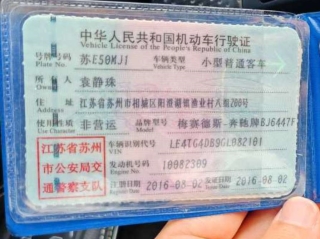 中华人民共和国机动车行驶证
Vehicle License of the People's Republic of China
号牌号码 苏E50MJ1 车辆类型 小型普通客车
Plate No. Vehicle Type
所有人 袁静珠
Owner
住址 江苏省苏州市相城区阳澄湖镇渔业村八组200号
Address
使用性质 非营运 品牌型号 梅赛德斯-奔驰牌BJ6447F
Use Character Model
江苏省苏州
市公安局交
通警察支队
车辆识别代号 LE4TG4DB9GL082101
VIN
发动机号码 10082309
Engine No.
注册日期 2016-08-02 发证日期 2016-08-02
Register Date Issue Date